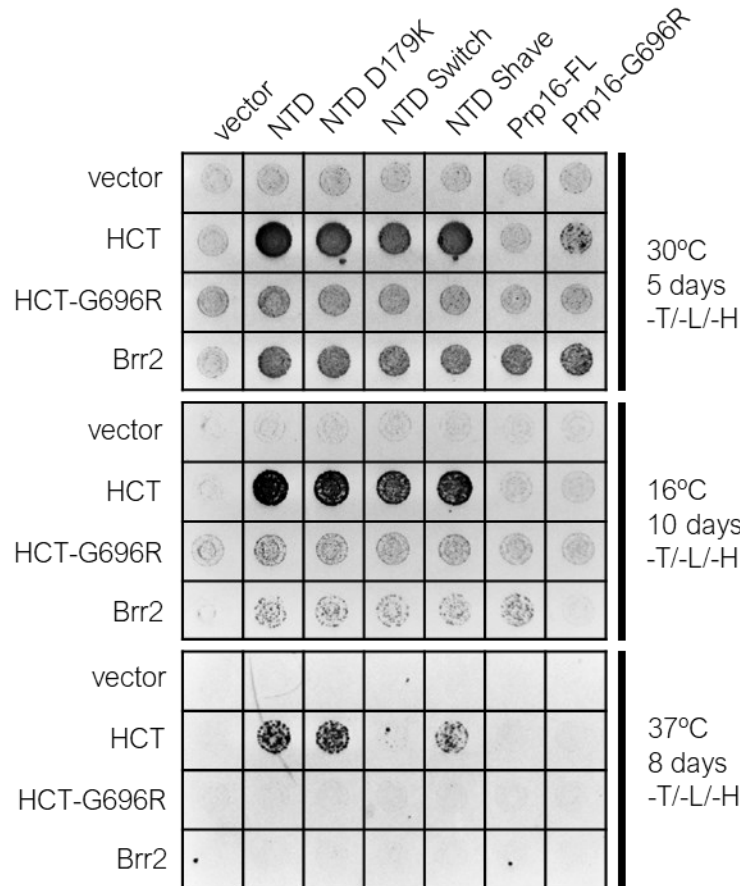 vector
NTD
NTD D179K
NTD Switch
NTD Shave
Prp16-FL
Prp16-G696R
vector
HCT
HCT-G696R
Brr2
30ºC
5 days
-T/-L/-H
vector
HCT
HCT-G696R
Brr2
16ºC
10 days
-T/-L/-H
vector
HCT
HCT-G696R
Brr2
37ºC
8 days
-T/-L/-H